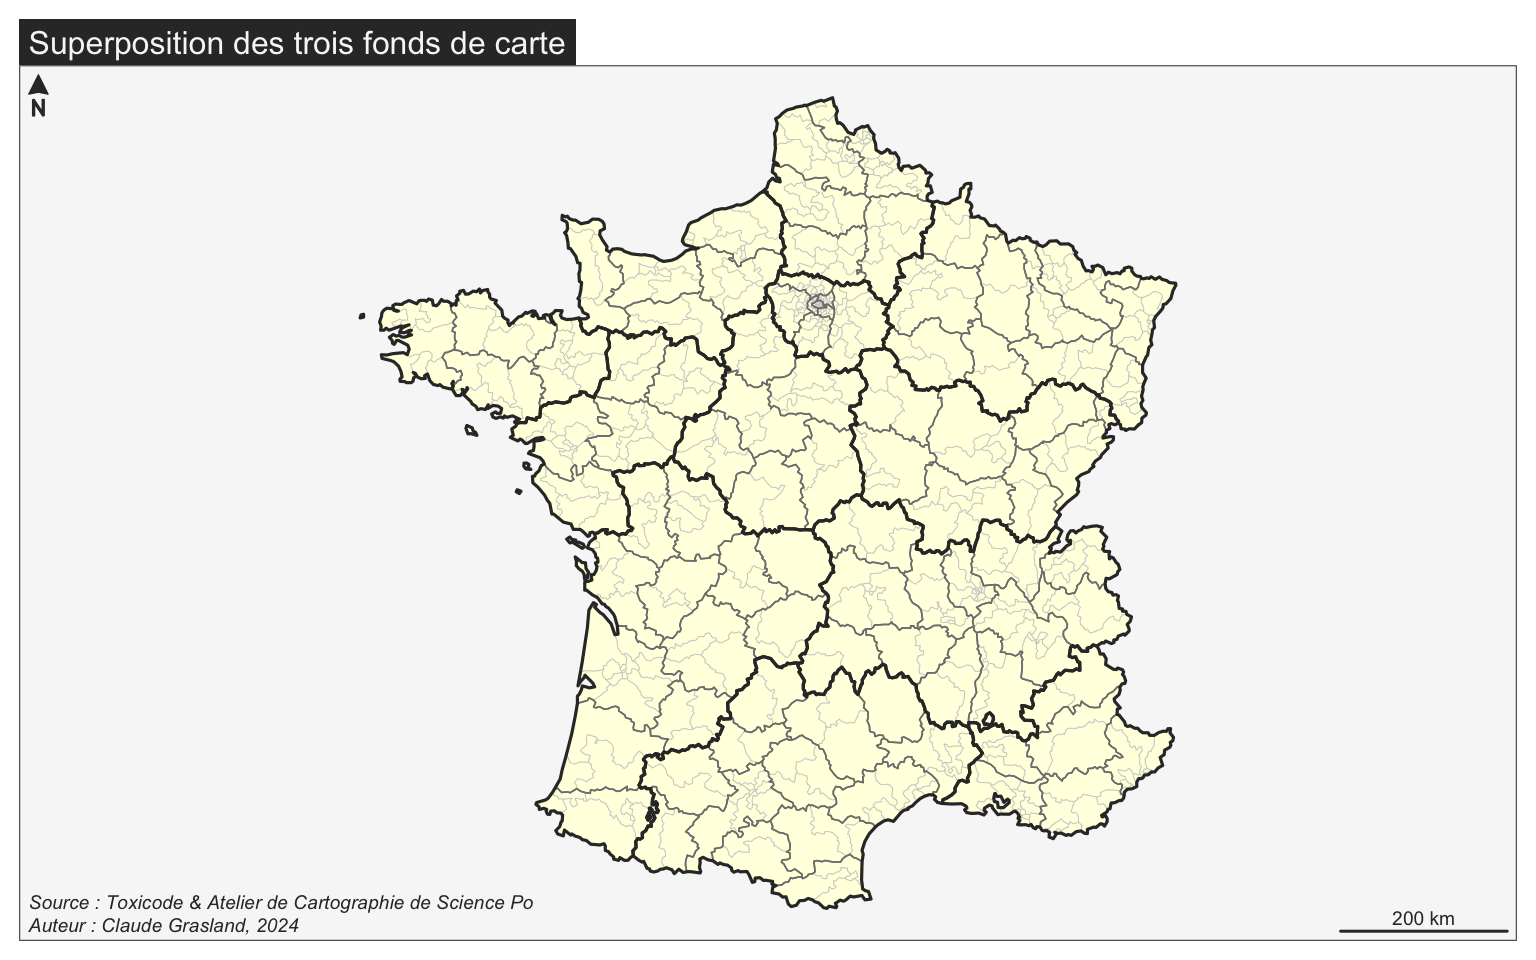 Superposition des trois fonds de carte
N
Source : Toxicode & Atelier de Cartographie de Science Po
Auteur : Claude Grasland, 2024
200 km